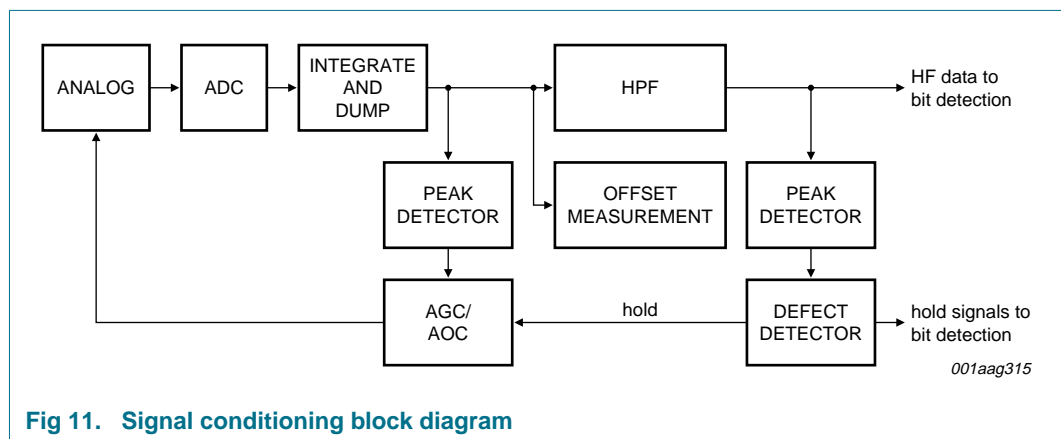 ANALOG
ADC
INTEGRATE
AND
DUMP
HPF
HF data to
bit detection
PEAK
DETECTOR
OFFSET
MEASUREMENT
PEAK
DETECTOR
AGC/
AOC
hold
DEFECT
DETECTOR
hold signals to
bit detection
001aag315
Fig 11. Signal conditioning block diagram